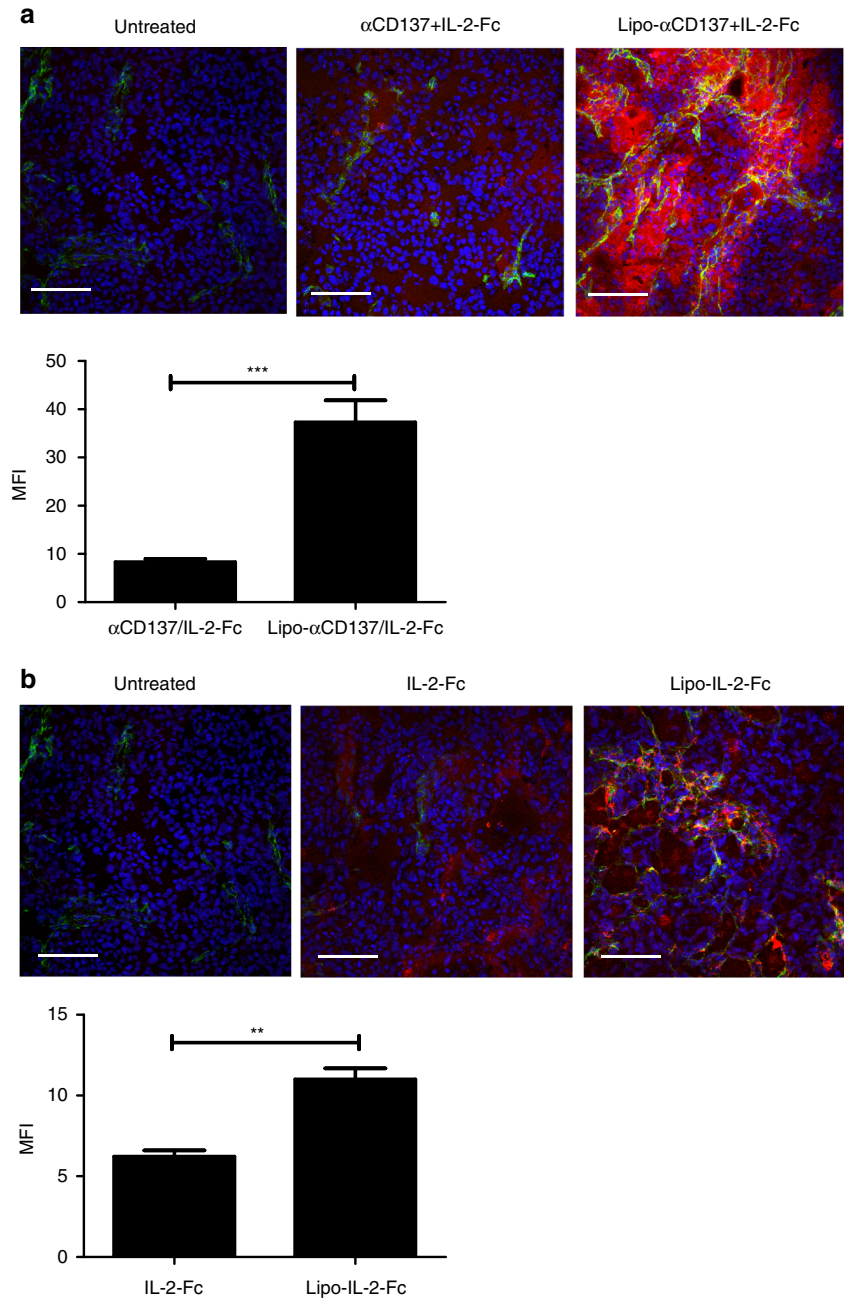 a
Untreated
αCD137+IL-2-Fc
Lipo-αCD137+IL-2-Fc
50
40
30
20
10
0
MFI
***
αCD137/IL-2-Fc
Lipo-αCD137/IL-2-Fc
b
Untreated
IL-2-Fc
Lipo-IL-2-Fc
15
10
5
0
MFI
**
IL-2-Fc
Lipo-IL-2-Fc